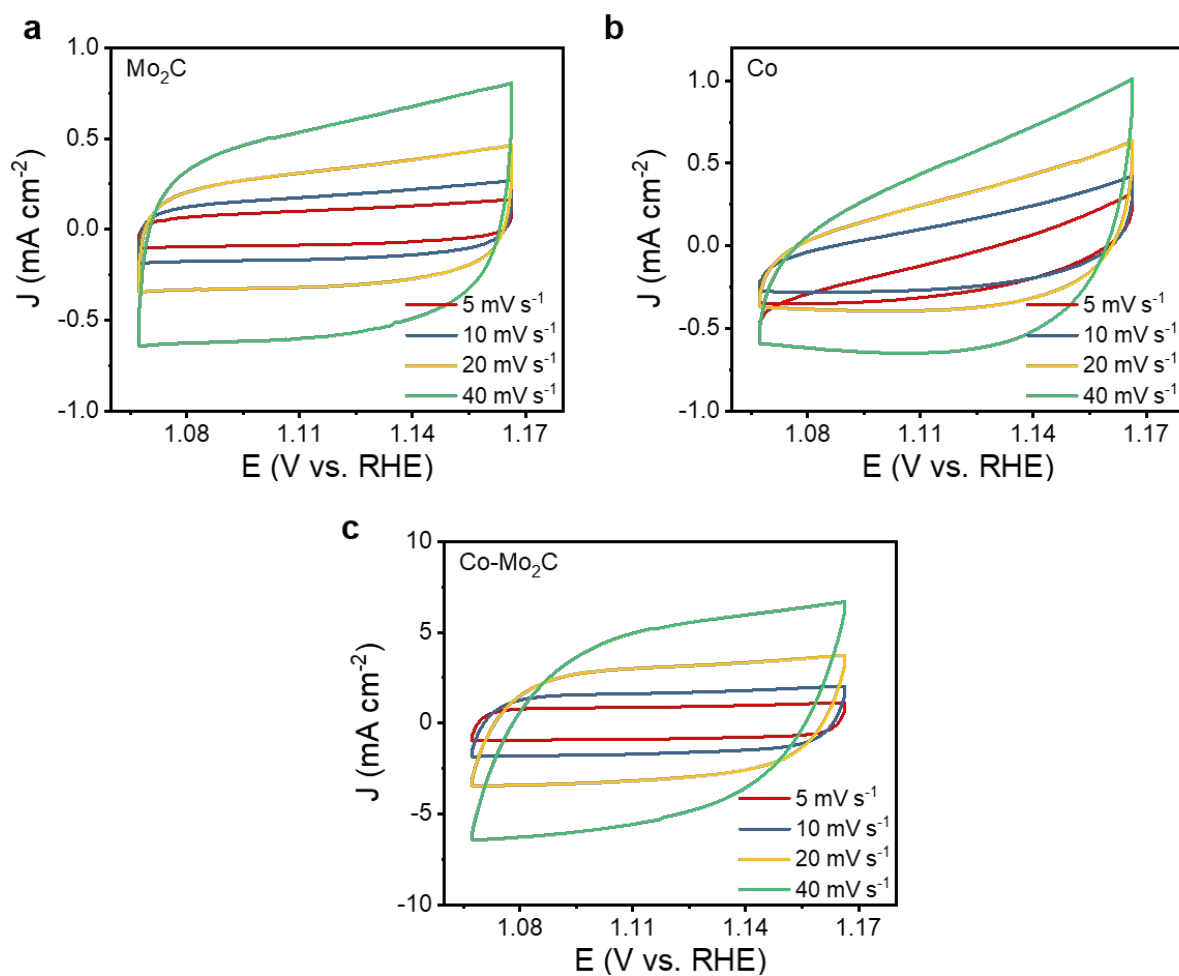 a
Mo₂C
1.0
0.5
0.0
-0.5
-1.0
J (mA cm⁻²)
5 mV s⁻¹
10 mV s⁻¹
20 mV s⁻¹
40 mV s⁻¹
1.08
1.11
1.14
1.17
E (V vs. RHE)
b
Co
1.0
0.5
0.0
-0.5
-1.0
J (mA cm⁻²)
5 mV s⁻¹
10 mV s⁻¹
20 mV s⁻¹
40 mV s⁻¹
1.08
1.11
1.14
1.17
E (V vs. RHE)
c
Co-Mo₂C
10
5
0
-5
-10
J (mA cm⁻²)
5 mV s⁻¹
10 mV s⁻¹
20 mV s⁻¹
40 mV s⁻¹
1.08
1.11
1.14
1.17
E (V vs. RHE)